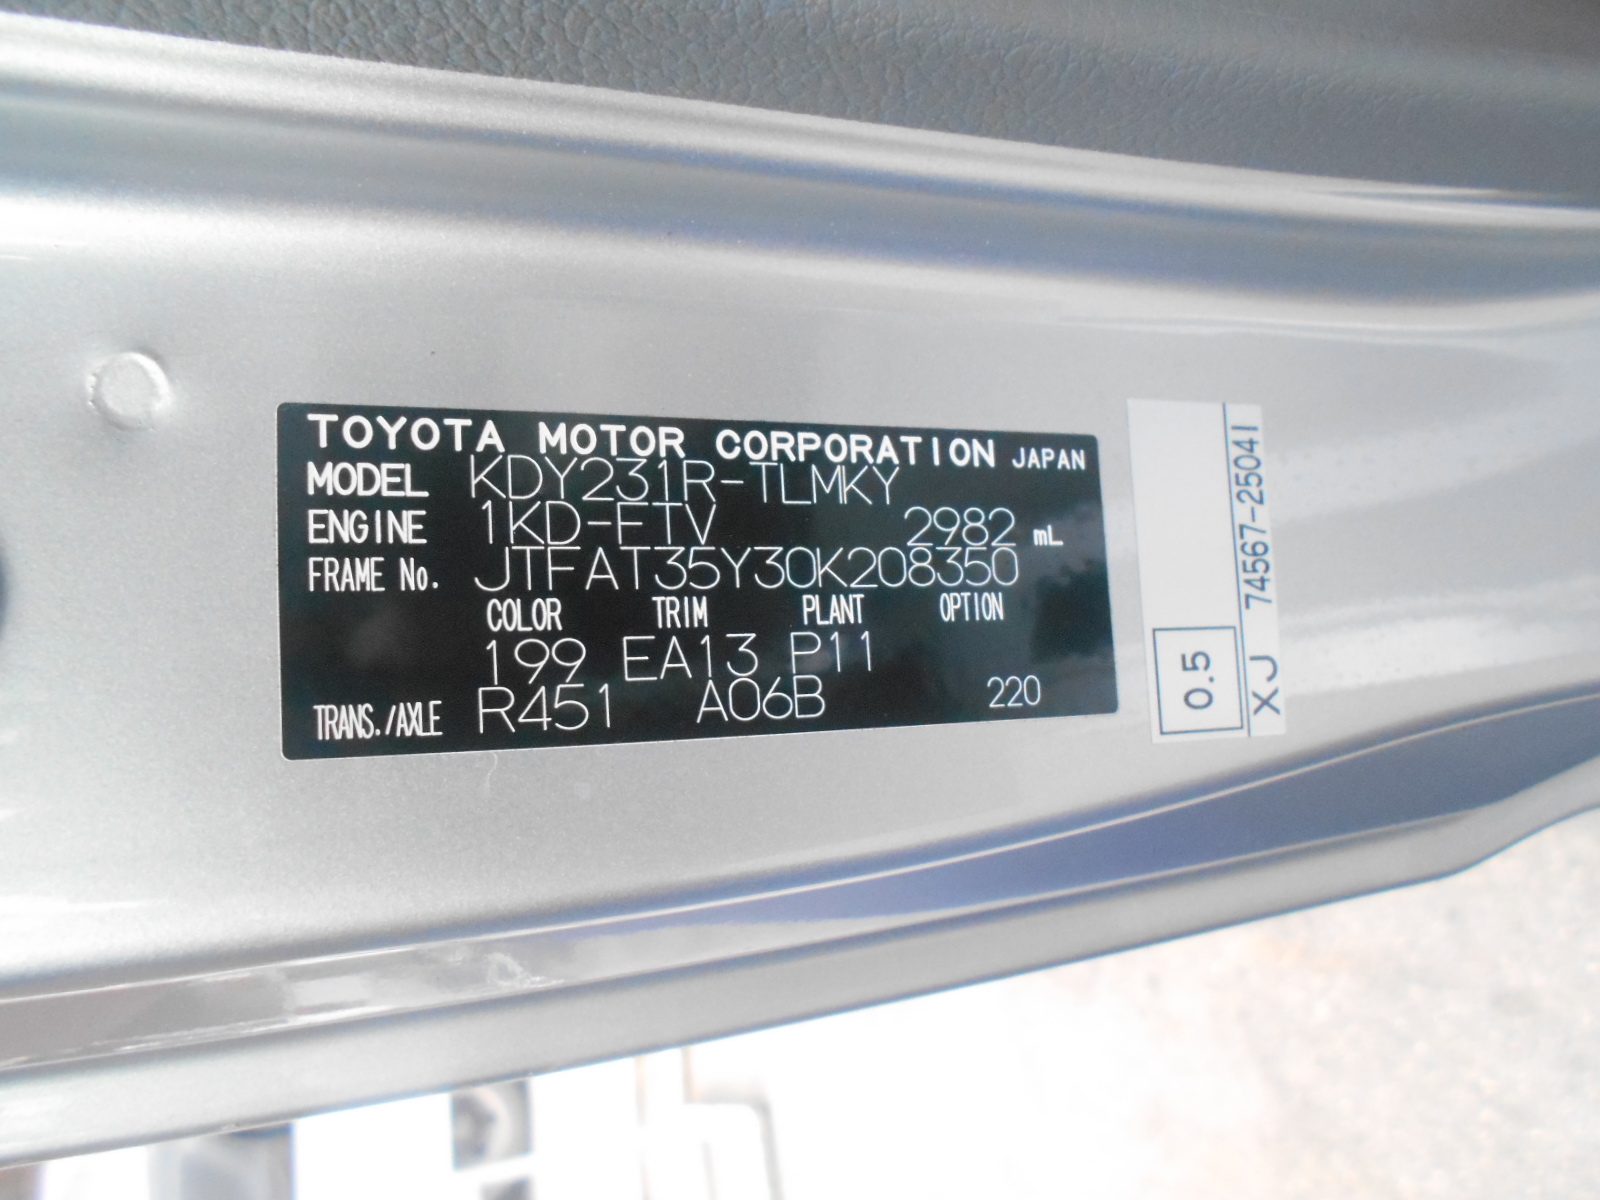 TOYOTA MOTOR CORPORATION JAPAN
MODEL KDY231R-TLMKY
ENGINE 1KD-FTV 2982 mL
FRAME No. JTFAT35Y30K208350
COLOR TRIM PLANT OPTION
199 EA13 P11
TRANS./AXLE R451 A06B 220
0.5
XJ 74567-25041